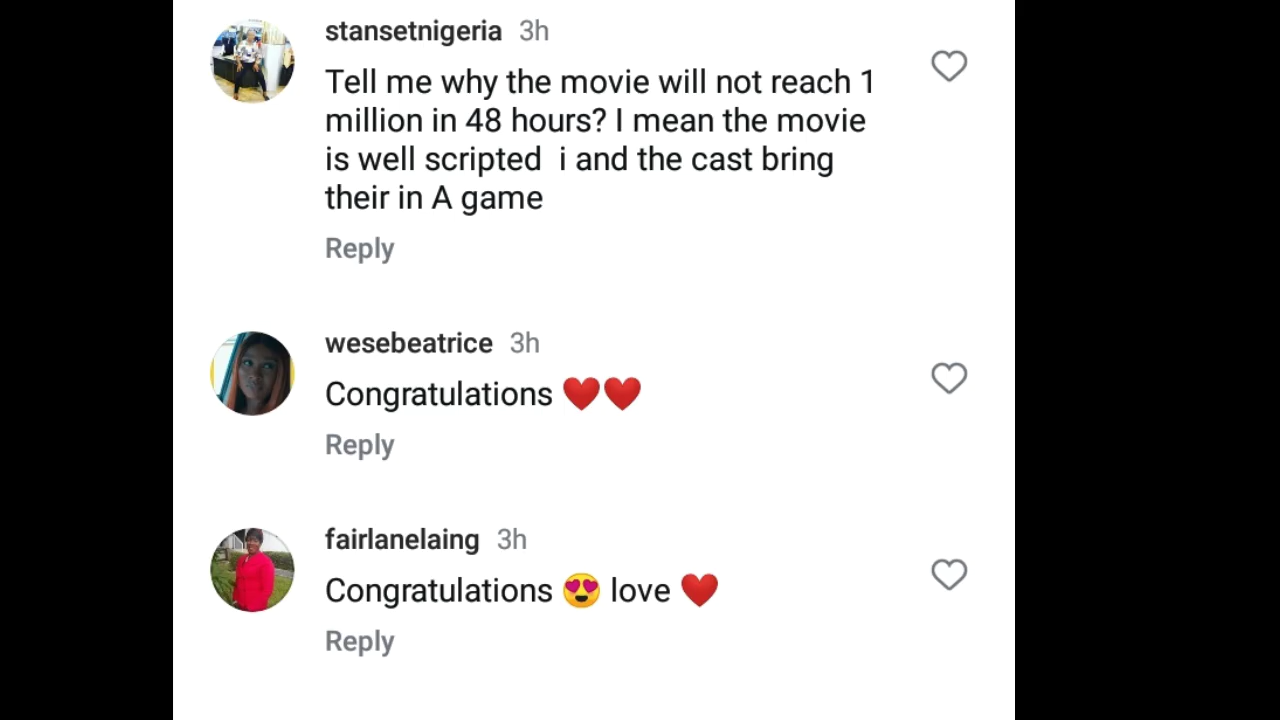 stansetnigeria 3h
Tell me why the movie will not reach 1
million in 48 hours? I mean the movie
is well scripted  i and the cast bring
their in A game
Reply
wesebeatrice 3h
Congratulations ❤️❤️
Reply
fairlanelaing 3h
Congratulations 😍 love ❤️
Reply